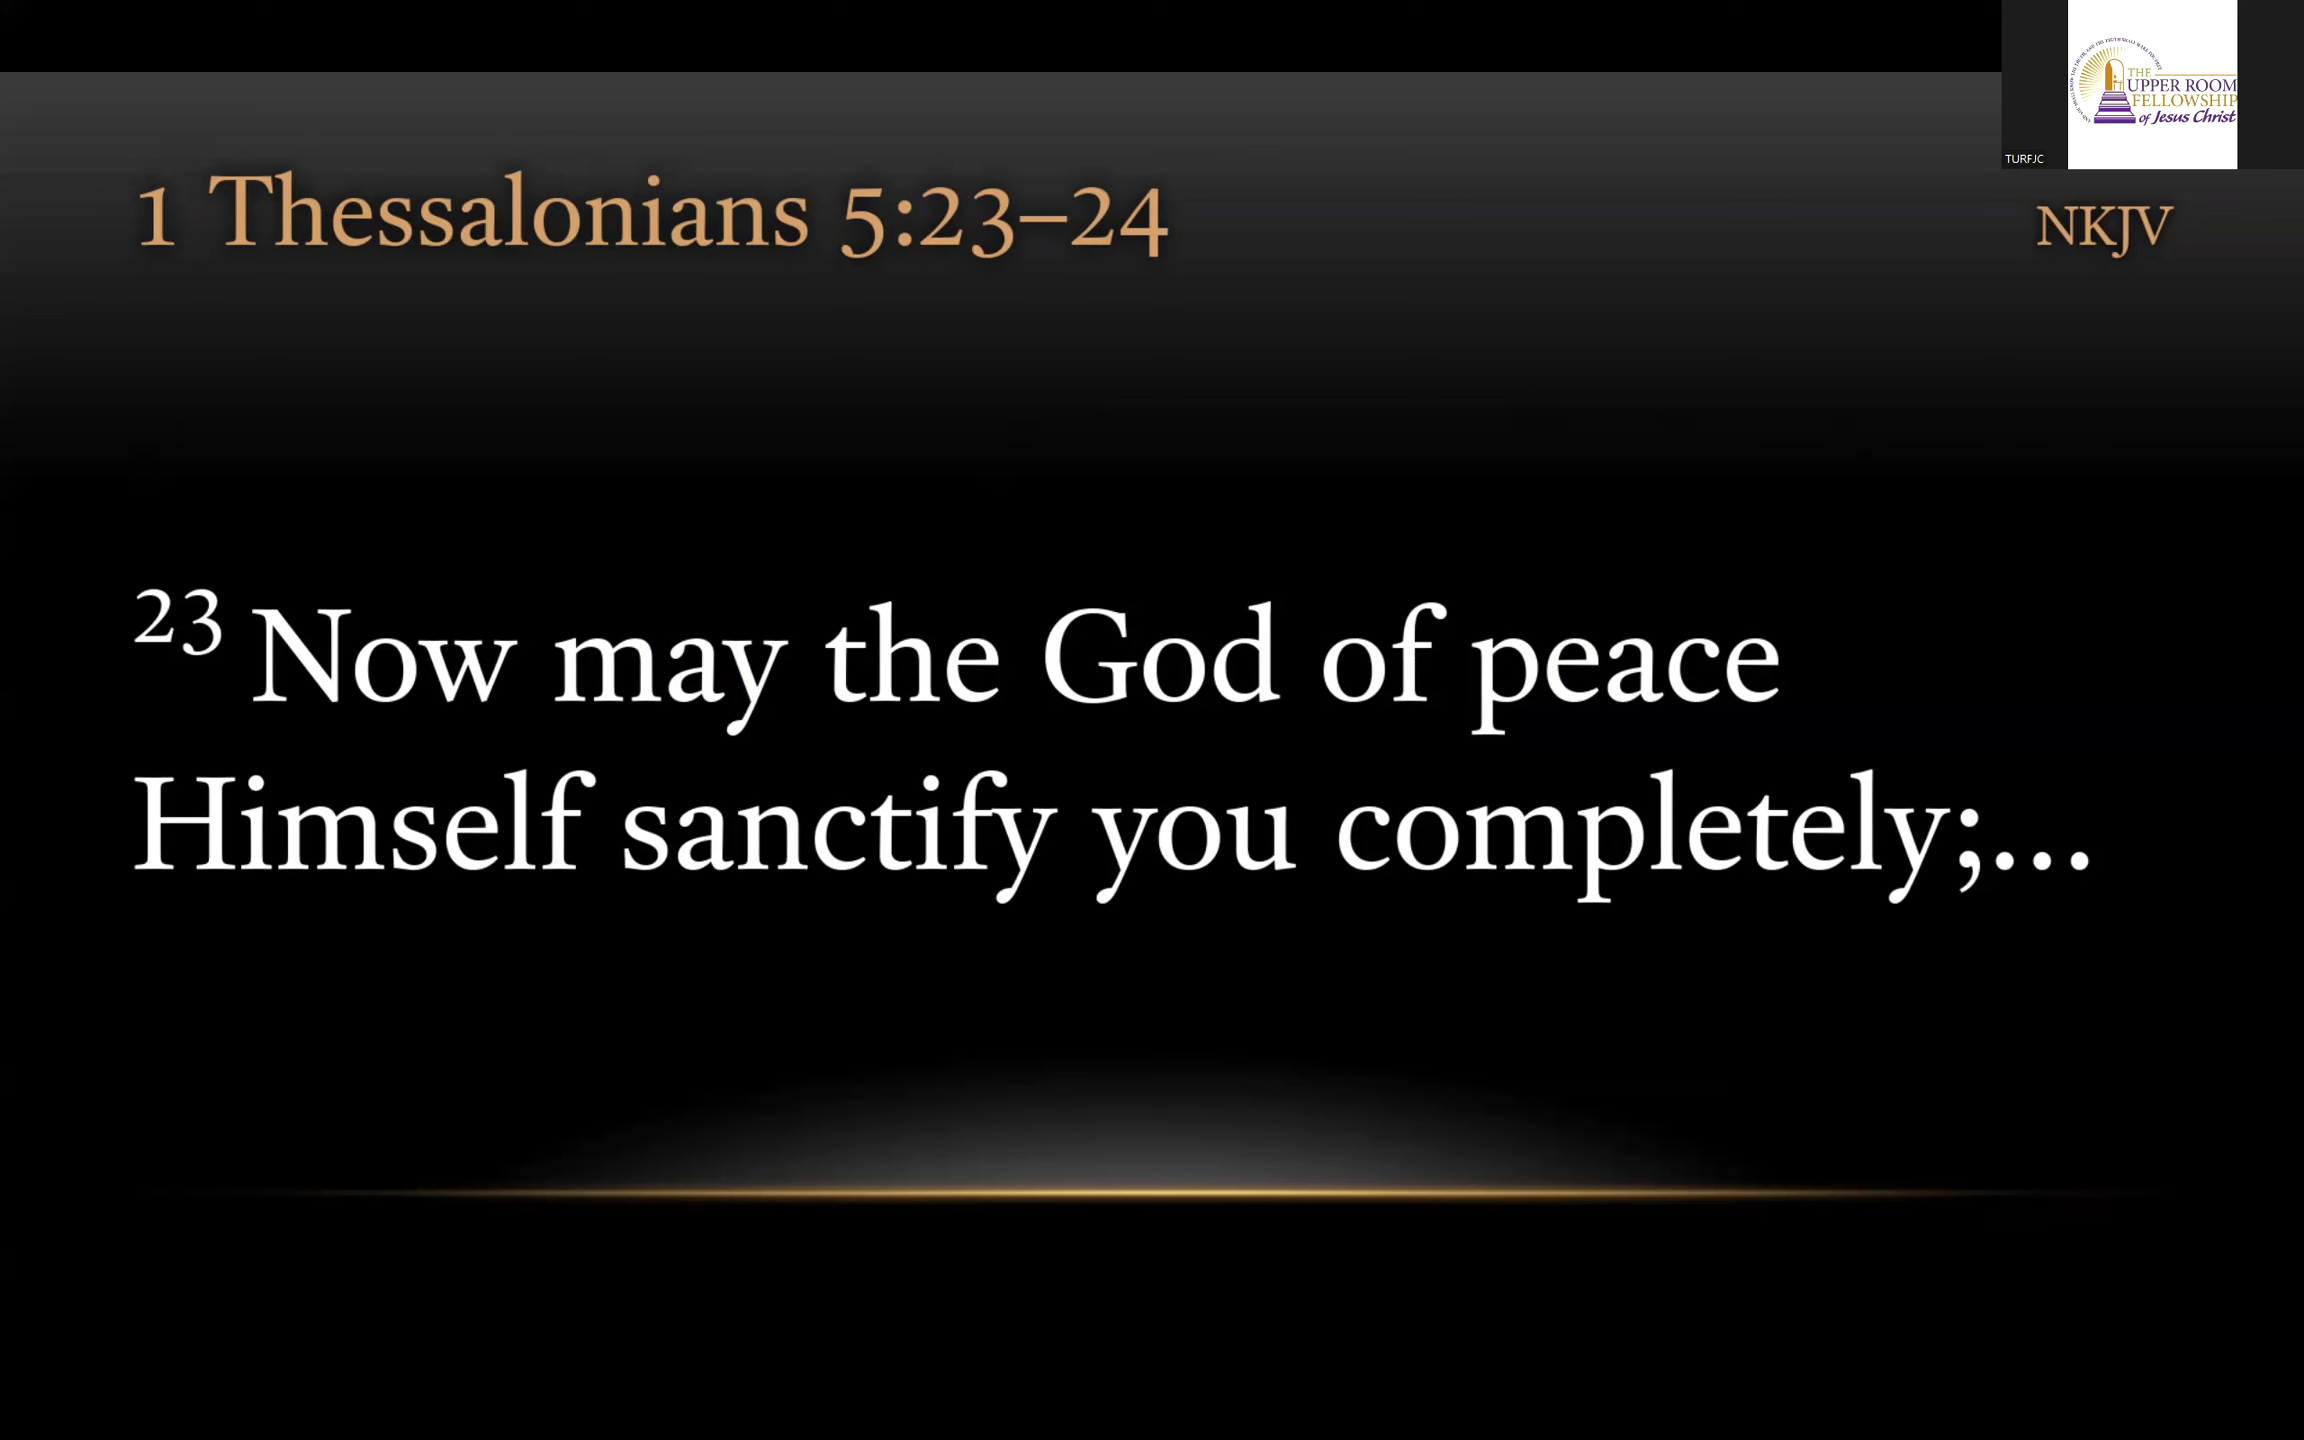 THE
UPPER ROOM
FELLOWSHIP
of Jesus Christ
TURFJC
1 Thessalonians 5:23–24
NKJV
23 Now may the God of peace
Himself sanctify you completely;...